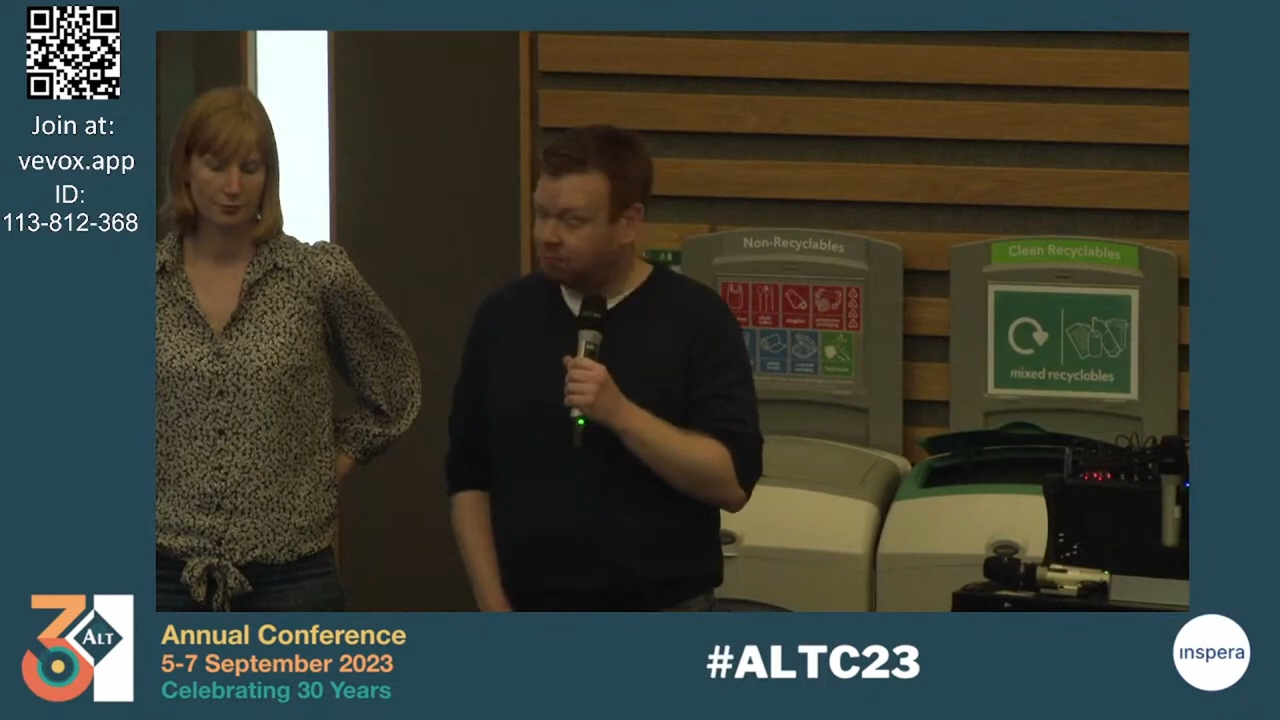 Join at:
vevox.app
ID:
113-812-368
Non-Recyclables
Clean Recyclables
mixed recyclables
ALT
Annual Conference
5-7 September 2023
Celebrating 30 Years
#ALTC23
inspera